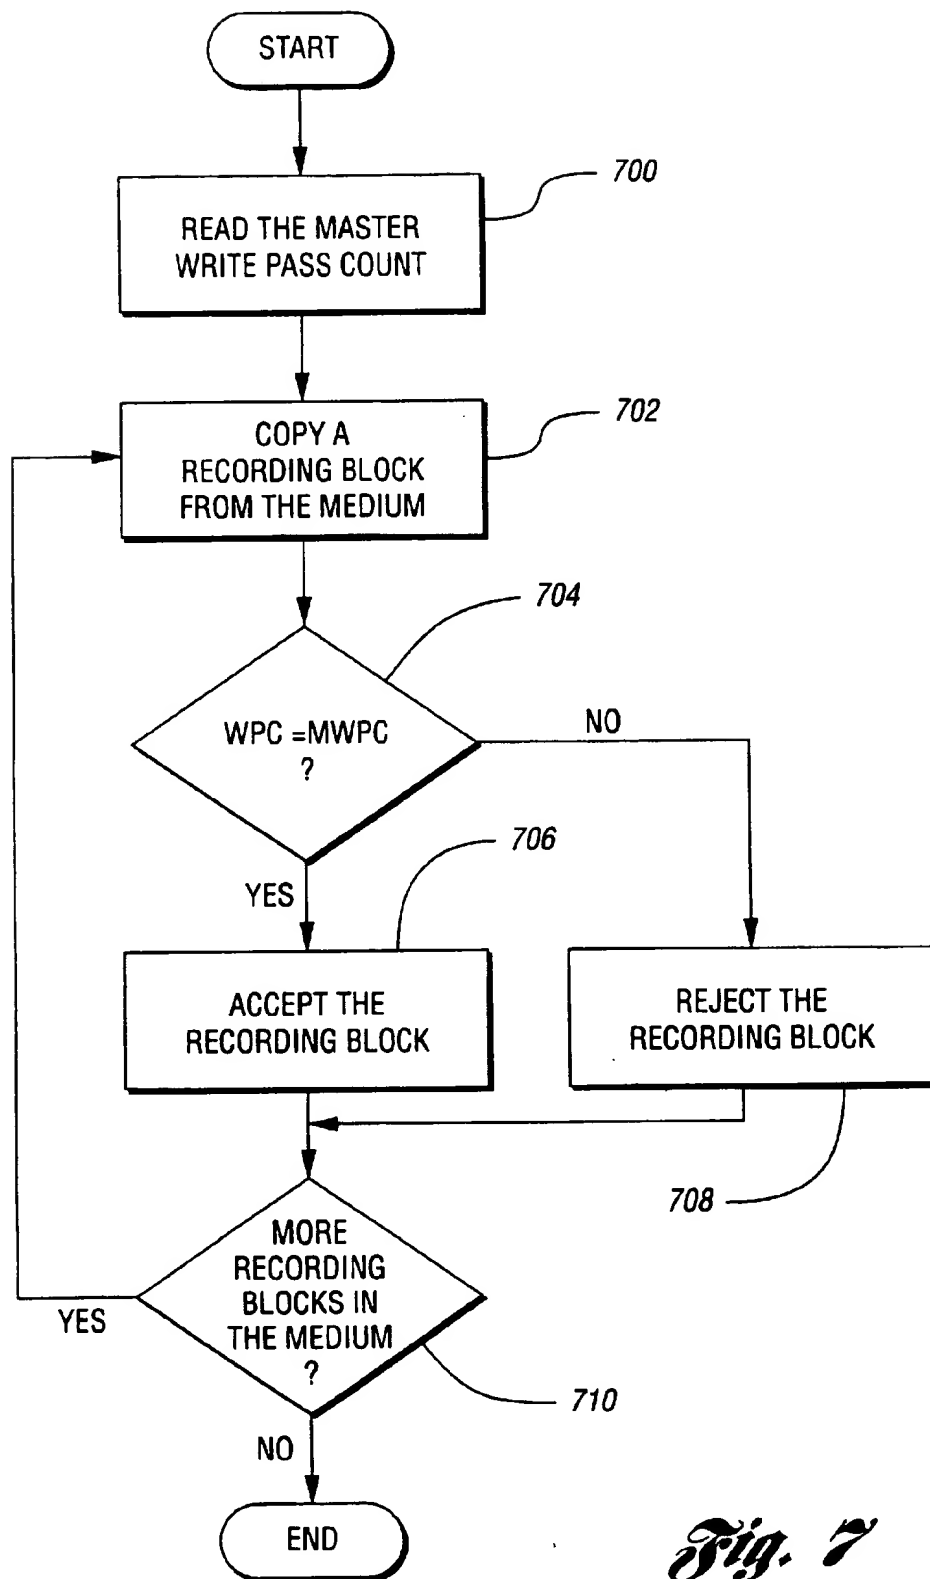 START
700
READ THE MASTER
WRITE PASS COUNT
702
COPY A
RECORDING BLOCK
FROM THE MEDIUM
704
WPC =MWPC
?
NO
706
YES
ACCEPT THE
RECORDING BLOCK
REJECT THE
RECORDING BLOCK
708
MORE
RECORDING
BLOCKS IN
THE MEDIUM
?
YES
710
NO
END
Fig. 7